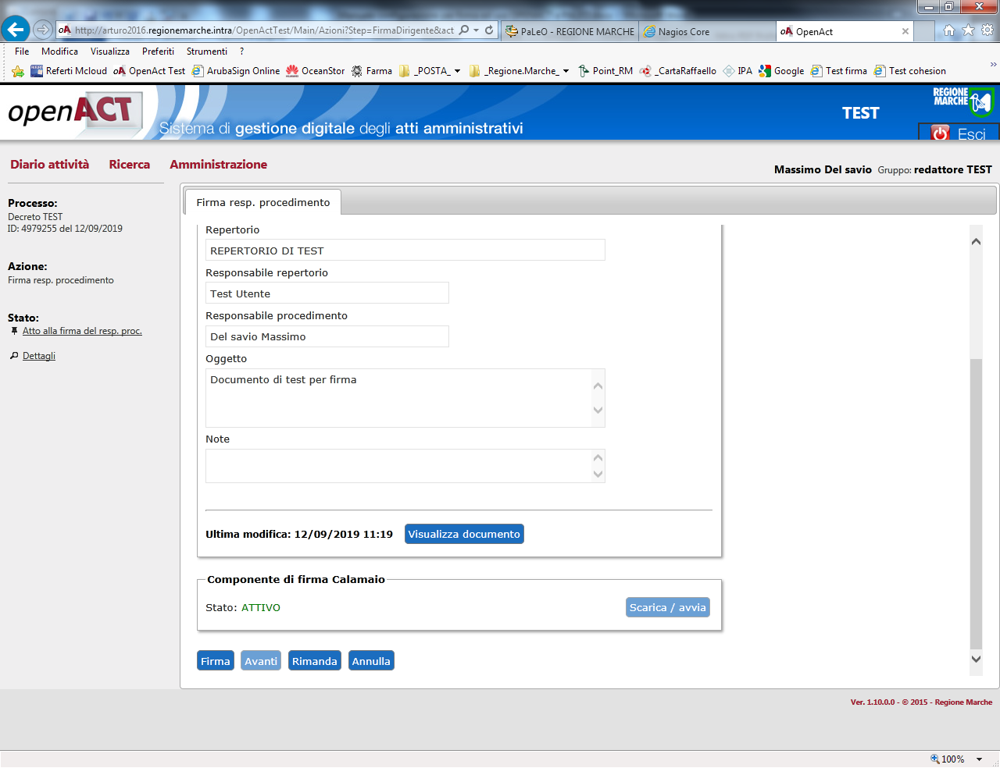 http://arturo2016.regionemarche.intra/OpenActTest/Main/Azioni?Step=FirmaDirigente&act
PaLeO - REGIONE MARCHE
Nagios Core
OpenAct
File Modifica Visualizza Preferiti Strumenti ?
Referti Mcloud OpenAct Test ArubaSign Online OceanStor Farma _POSTA_ _Regione.Marche_ Point_RM _CartaRaffaello IPA Google Test firma Test cohesion
openACT
Sistema di gestione digitale degli atti amministrativi
TEST
REGIONE
MARCHE
Esci
Diario attività Ricerca Amministrazione
Massimo Del savio Gruppo: redattore TEST
Processo:
Decreto TEST
ID: 4979255 del 12/09/2019
Azione:
Firma resp. procedimento
Stato:
Atto alla firma del resp. proc.
Dettagli
Firma resp. procedimento
Repertorio
REPERTORIO DI TEST
Responsabile repertorio
Test Utente
Responsabile procedimento
Del savio Massimo
Oggetto
Documento di test per firma
Note
Ultima modifica: 12/09/2019 11:19 Visualizza documento
Componente di firma Calamaio
Stato: ATTIVO Scarica / avvia
Firma Avanti Rimanda Annulla
Ver. 1.10.0.0 - © 2015 - Regione Marche
100%